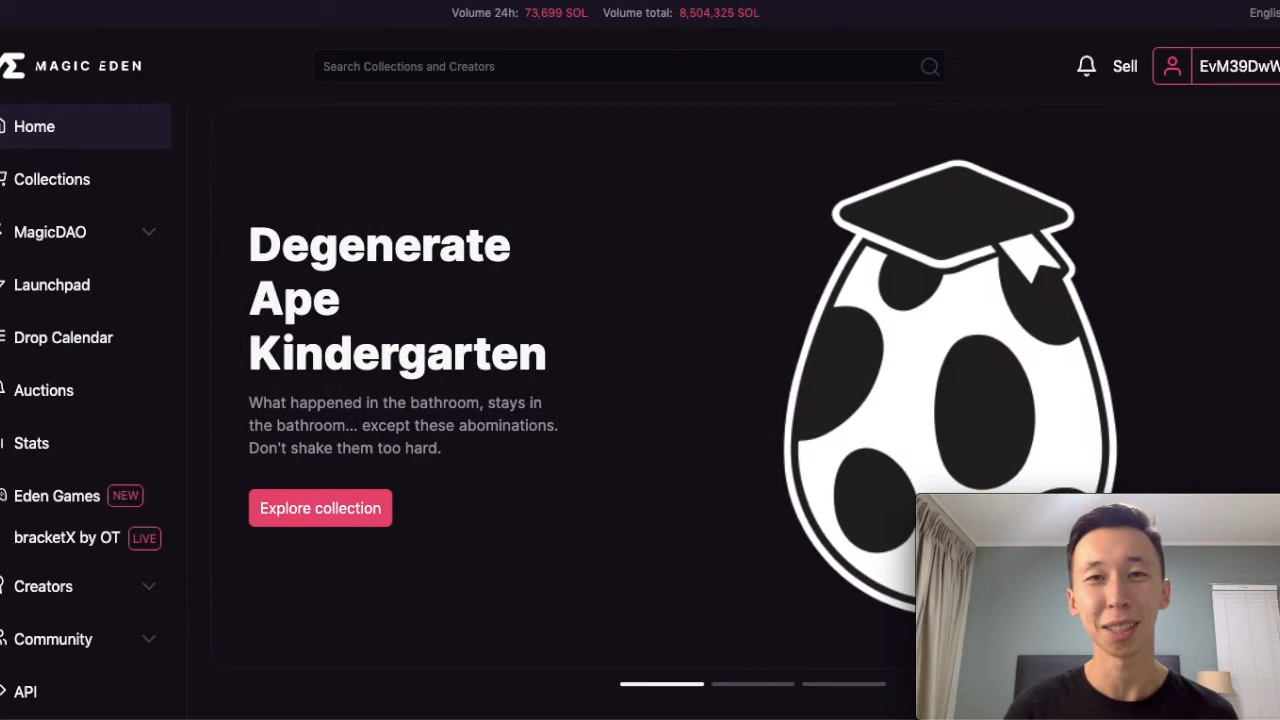 Volume 24h: 73,699 SOL Volume total: 8,504,325 SOL
MAGIC EDEN
Search Collections and Creators
Sell
EvM39DwW
Home
Collections
MagicDAO
Launchpad
Drop Calendar
Auctions
Stats
Eden Games NEW
bracketX by OT LIVE
Creators
Community
API
Degenerate
Ape
Kindergarten
What happened in the bathroom, stays in
the bathroom... except these abominations.
Don't shake them too hard.
Explore collection